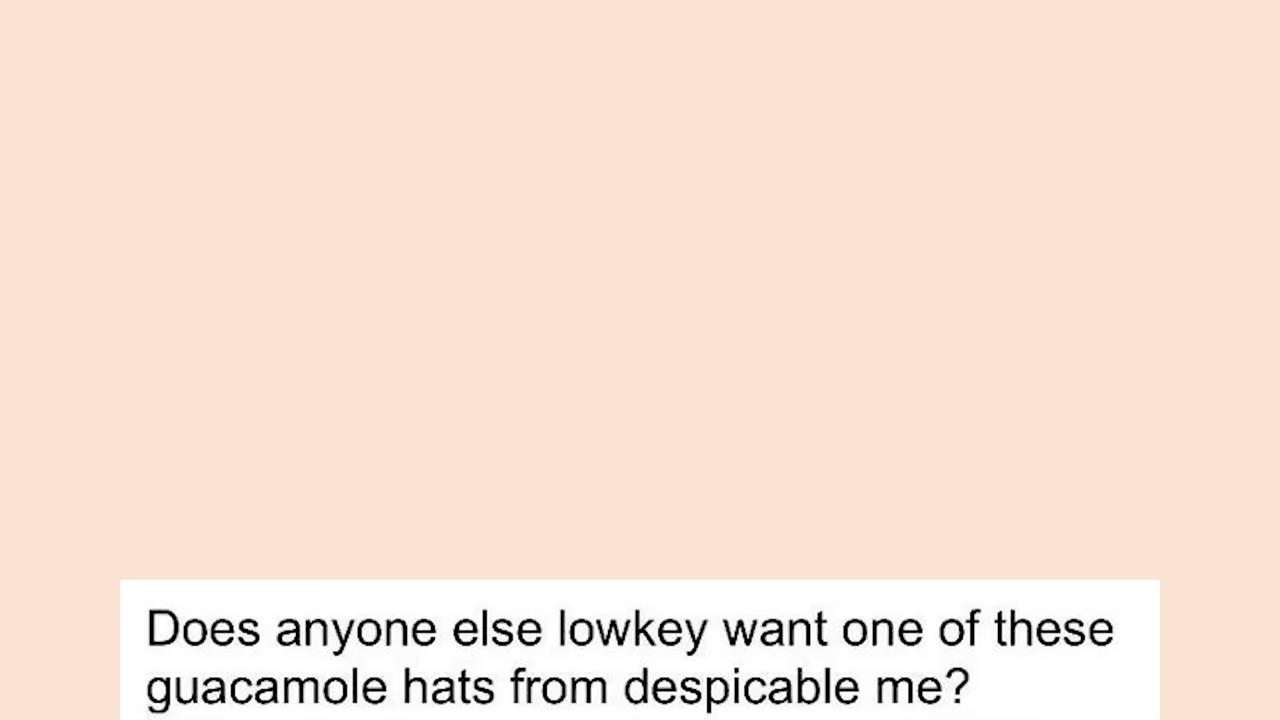 Does anyone else lowkey want one of these
guacamole hats from despicable me?